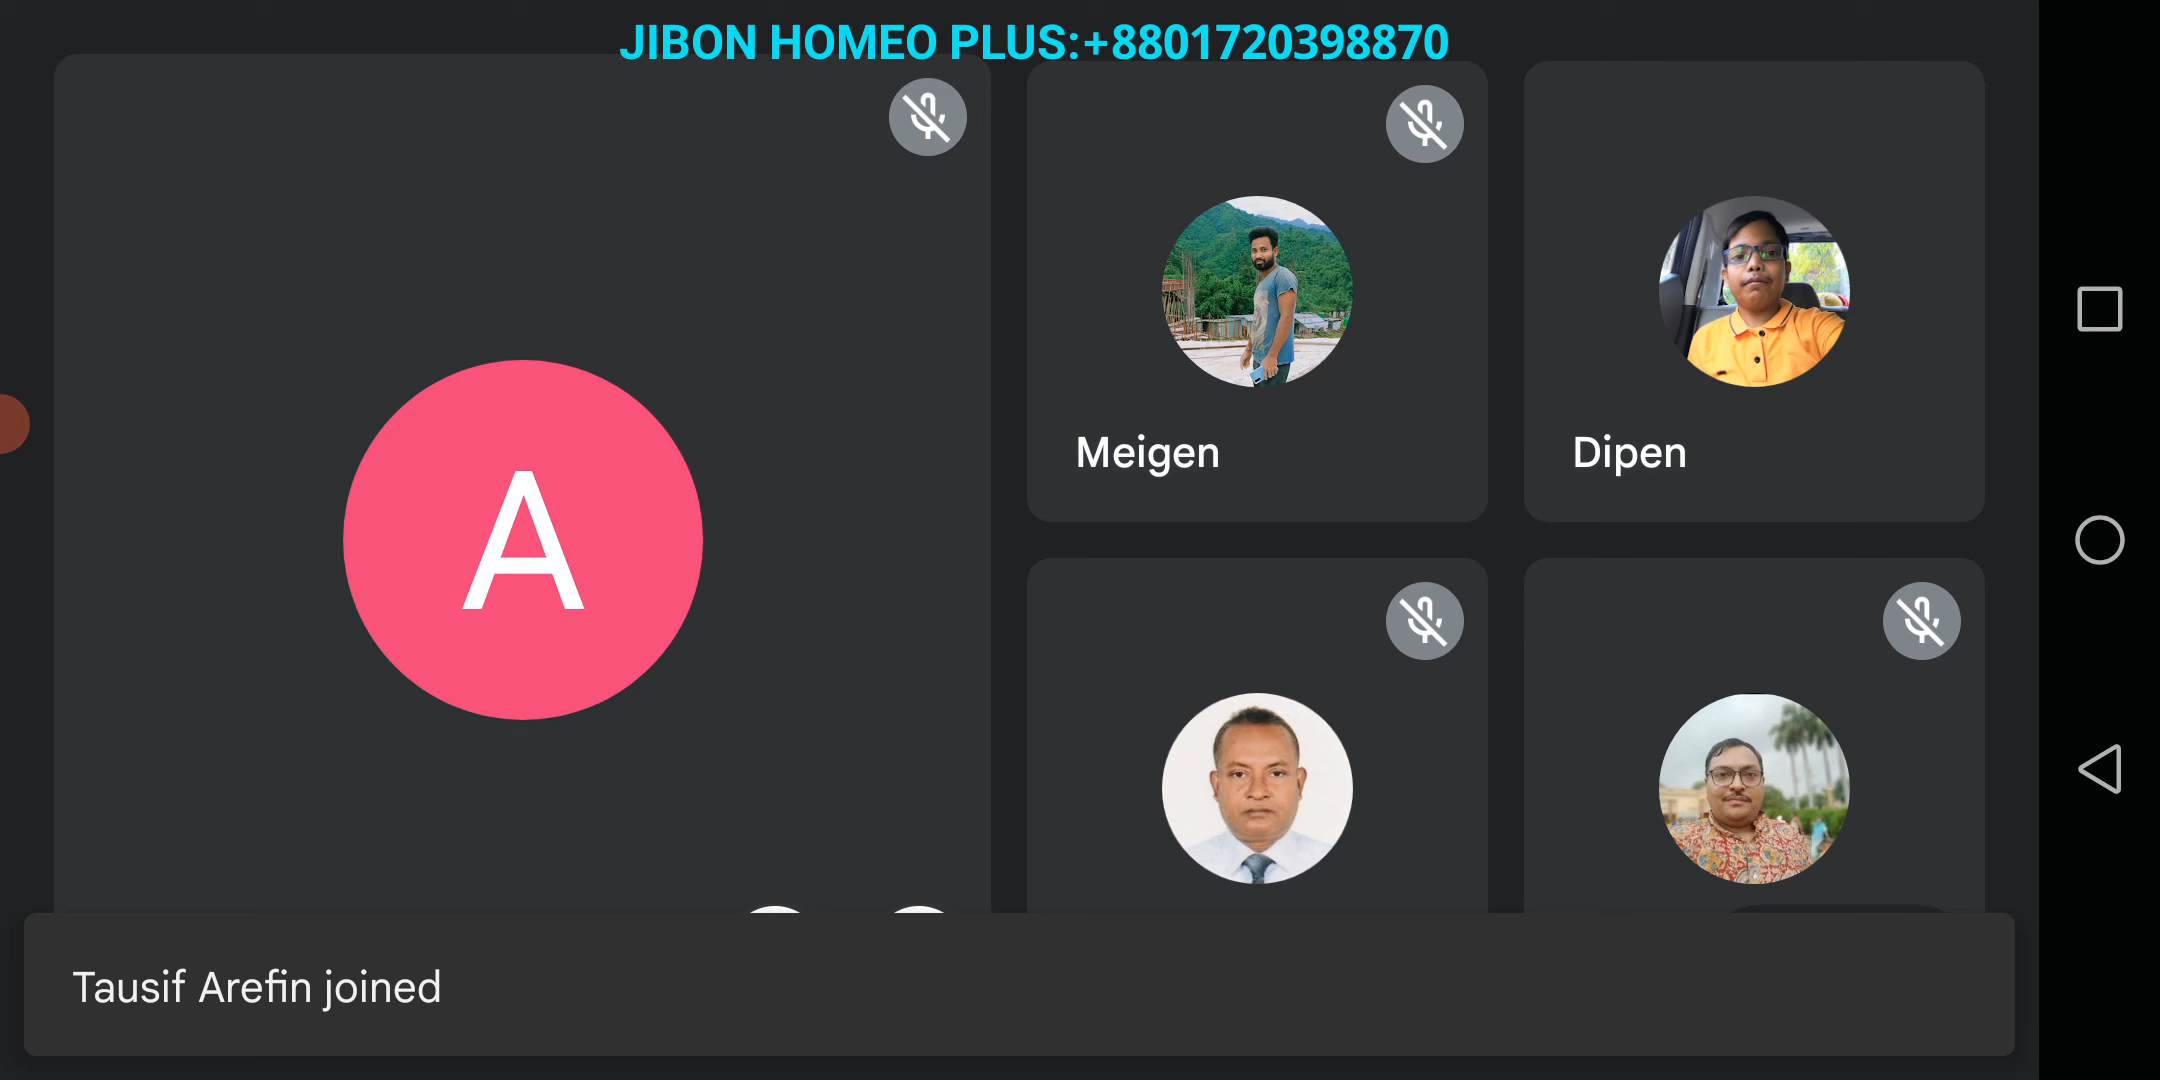 JIBON HOMEO PLUS:+8801720398870
A
Meigen
Dipen
Tausif Arefin joined